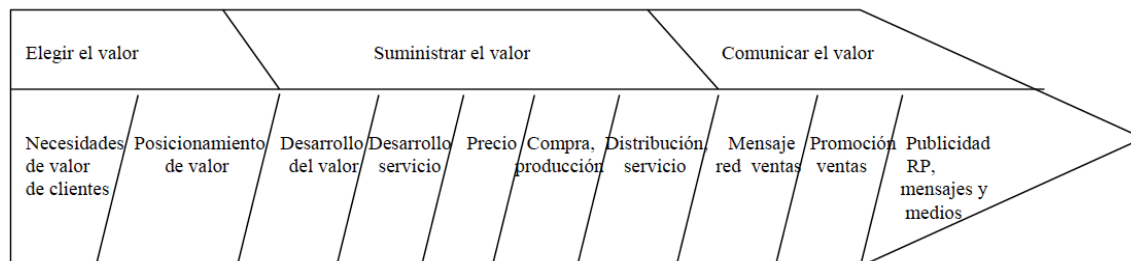 Elegir el valor
Suministrar el valor
Comunicar el valor
Necesidades
de valor
de clientes
Posicionamiento
de valor
Desarrollo
del valor
Desarrollo
servicio
Precio
Compra,
producción
Distribución,
servicio
Mensaje
red ventas
Promoción
ventas
Publicidad
RP,
mensajes y
medios